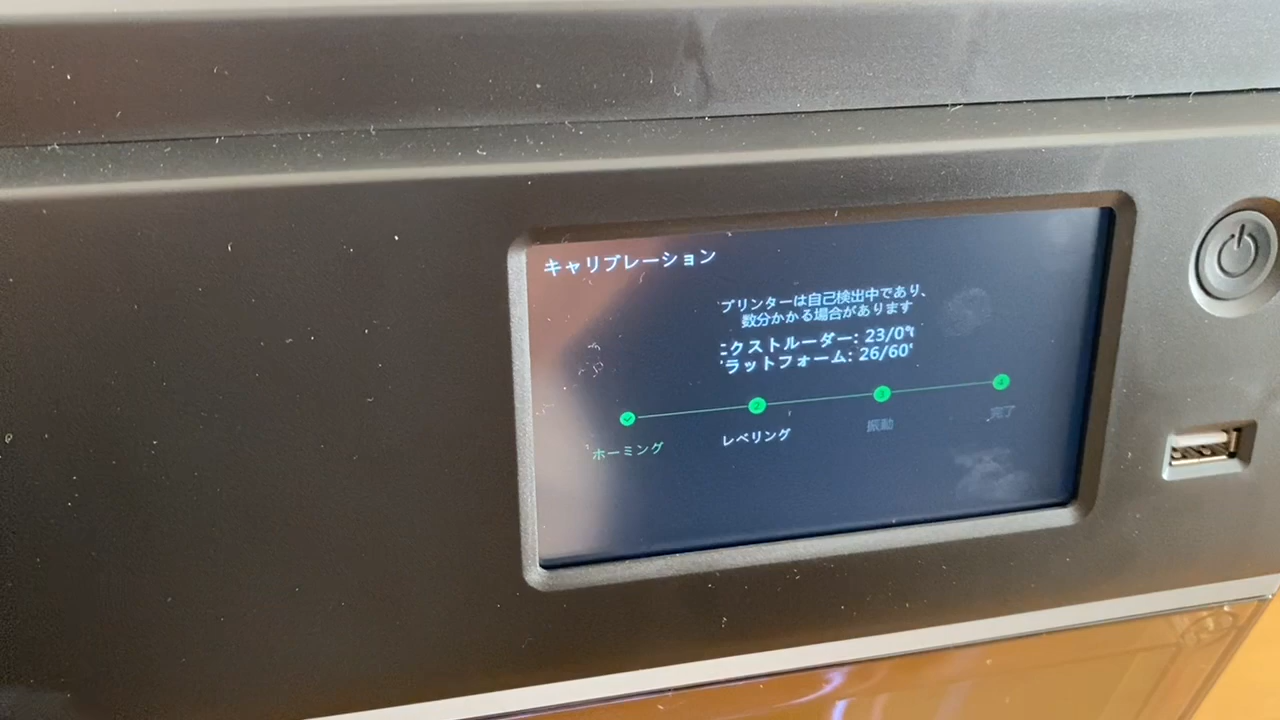 キャリブレーション
プリンターは自己検出中であり、
数分かかる場合があります
エクストルーダー: 23/0℃
プラットフォーム: 26/60°
2
3
4
ホーミング
レベリング
振動
完了